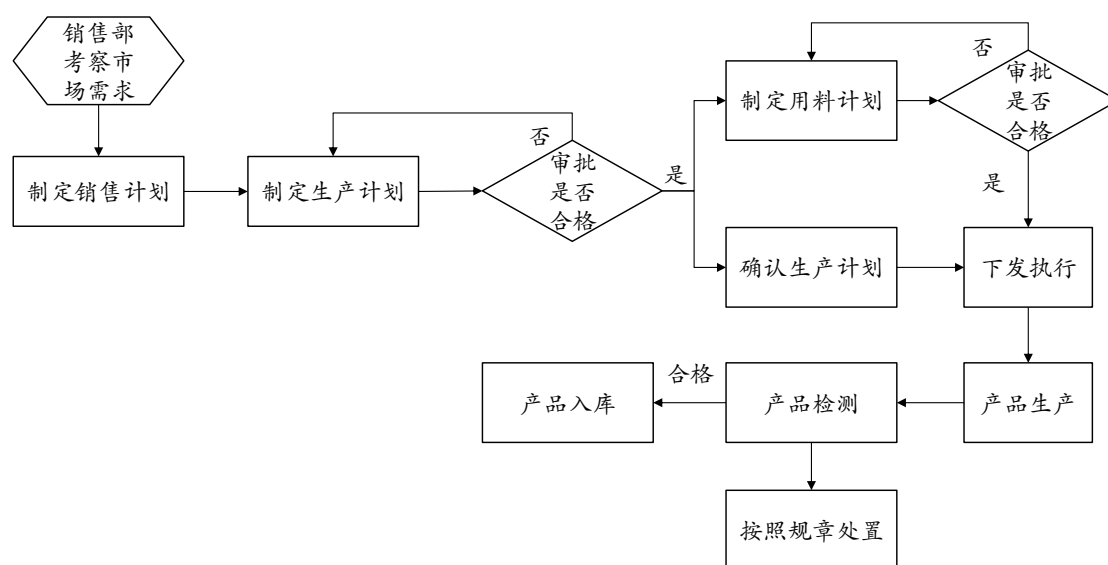 销售部
考察市
场需求
制定销售计划
制定生产计划
否
审批
是否
合格
是
制定用料计划
否
审批
是否
合格
是
确认生产计划
下发执行
产品生产
产品检测
合格
产品入库
按照规章处置